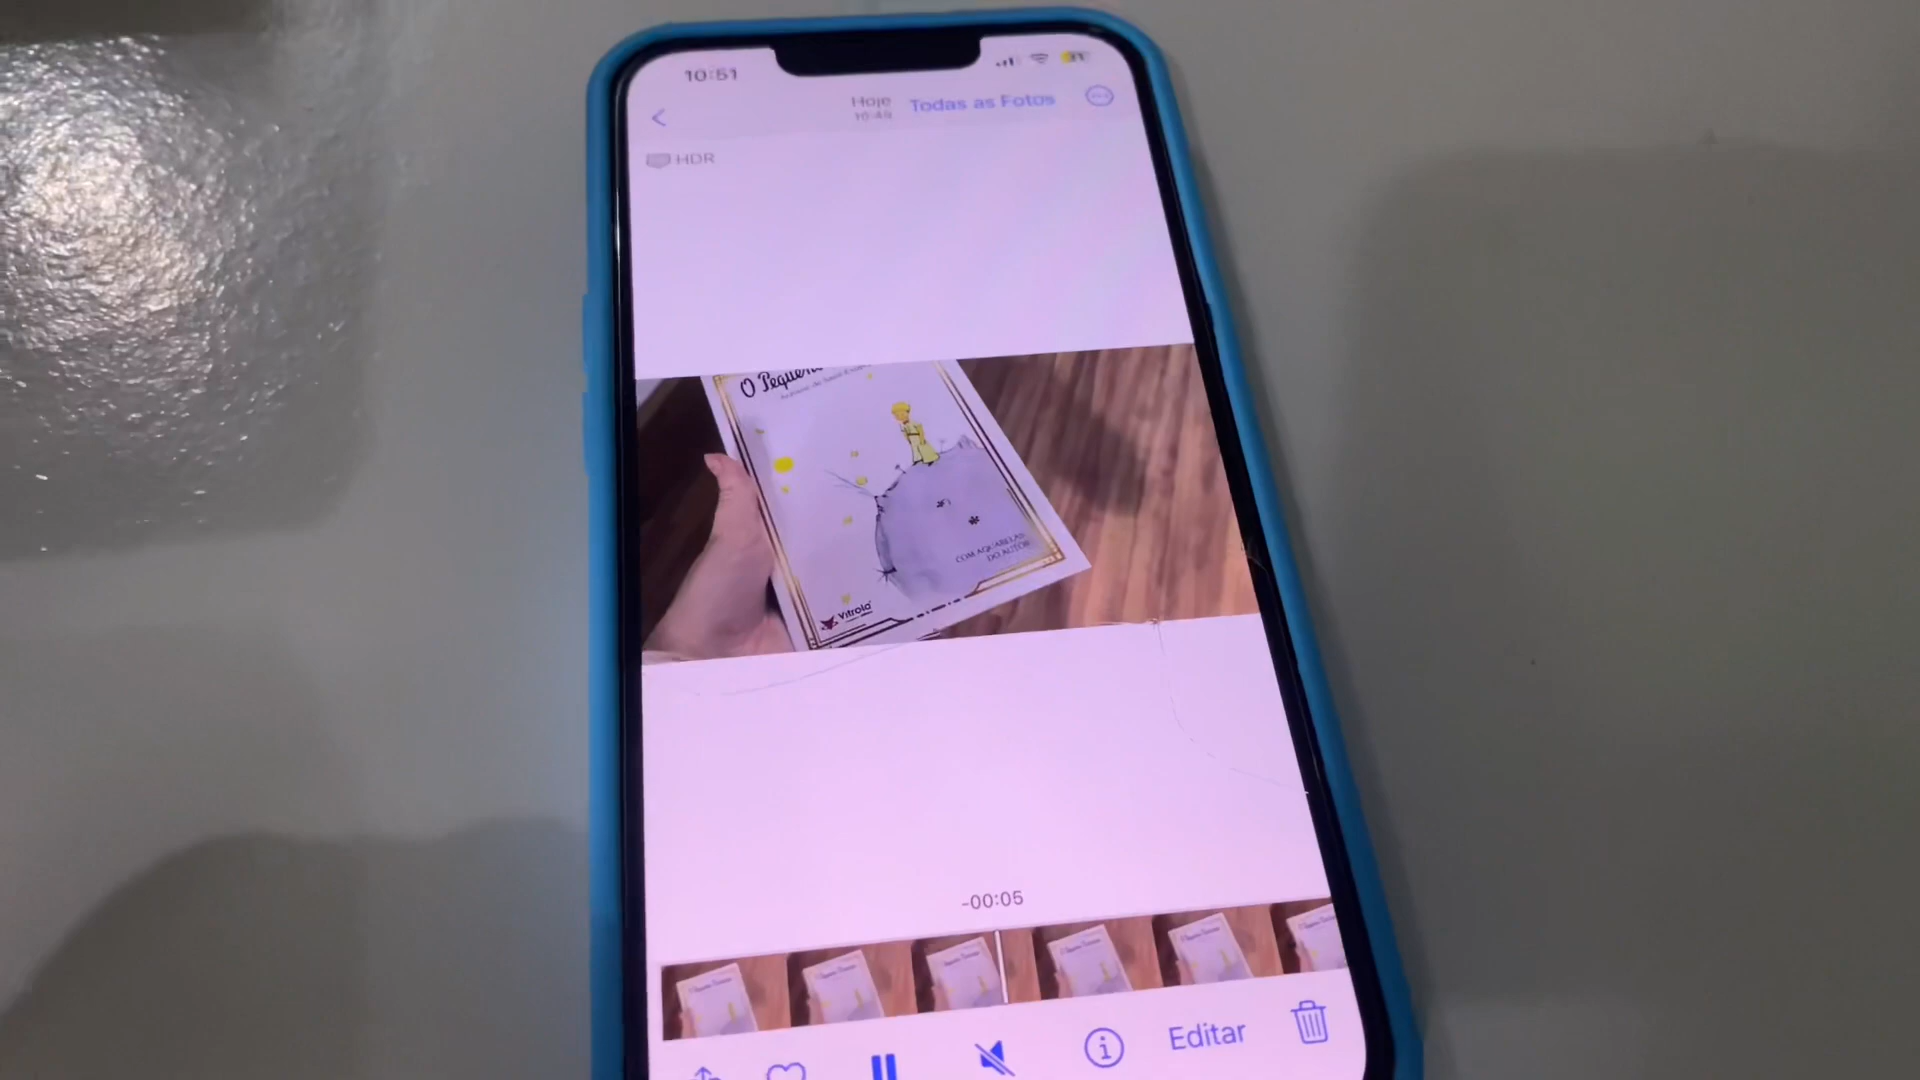 10:51
Hoje
Todas as Fotos
HDR
O Pequeno
COM AQUARELAS
DO AUTOR
Vitrola
-00:05
Editar